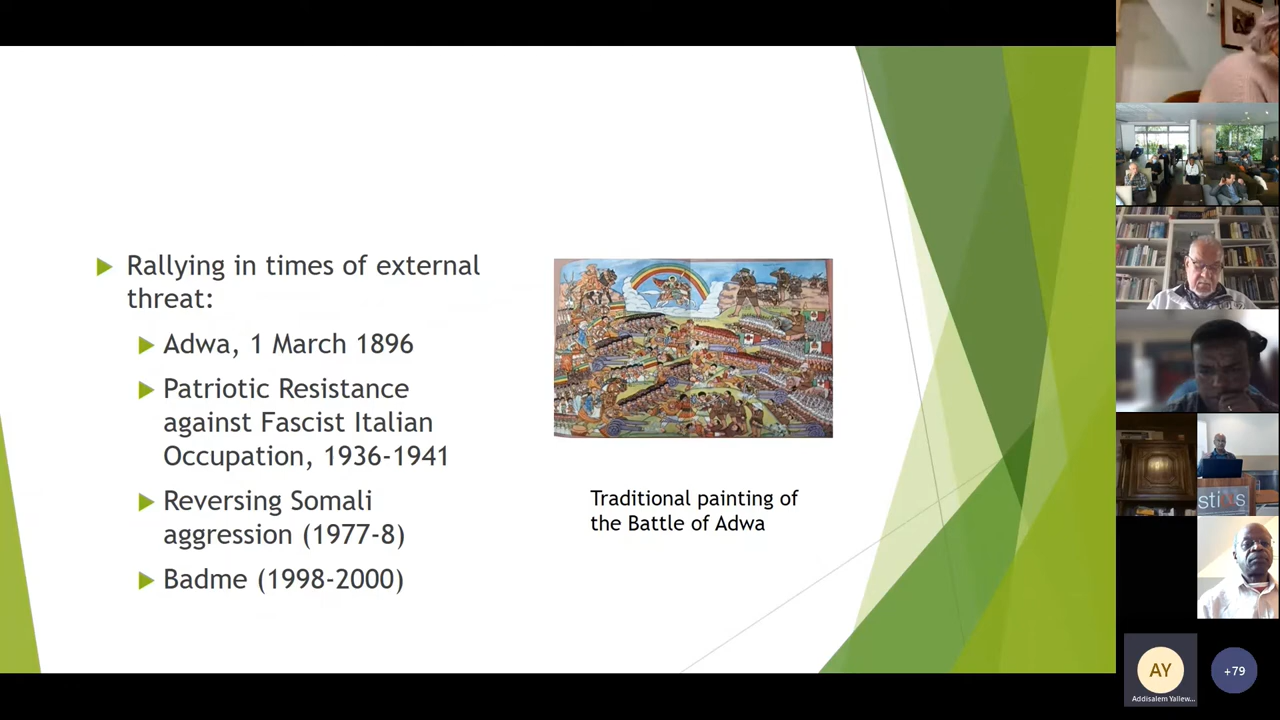 Rallying in times of external
threat:
Adwa, 1 March 1896
Patriotic Resistance
against Fascist Italian
Occupation, 1936-1941
Reversing Somali
aggression (1977-8)
Badme (1998-2000)
Traditional painting of
the Battle of Adwa
AY
Addisalem Yallew...
+79